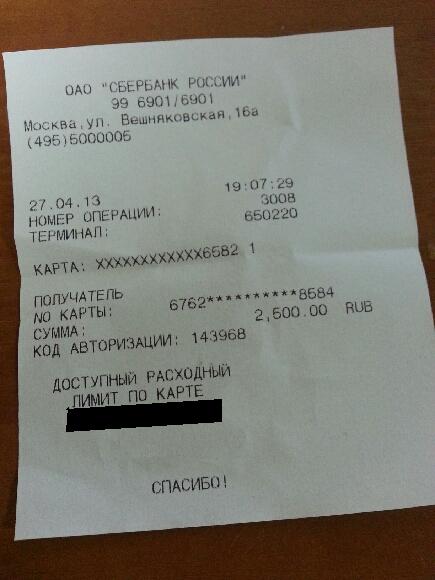 ОАО "СБЕРБАНК РОССИИ"
99 6901/6901
Москва,ул. Вешняковская,16а
(495)5000005
27.04.13 19:07:29
НОМЕР ОПЕРАЦИИ: 3008
ТЕРМИНАЛ: 650220
КАРТА: XXXXXXXXXXXX6582 1
ПОЛУЧАТЕЛЬ
NO КАРТЫ: 6762**********8584
СУММА: 2,500.00 RUB
КОД АВТОРИЗАЦИИ: 143968
ДОСТУПНЫЙ РАСХОДНЫЙ
ЛИМИТ ПО КАРТЕ
СПАСИБО!